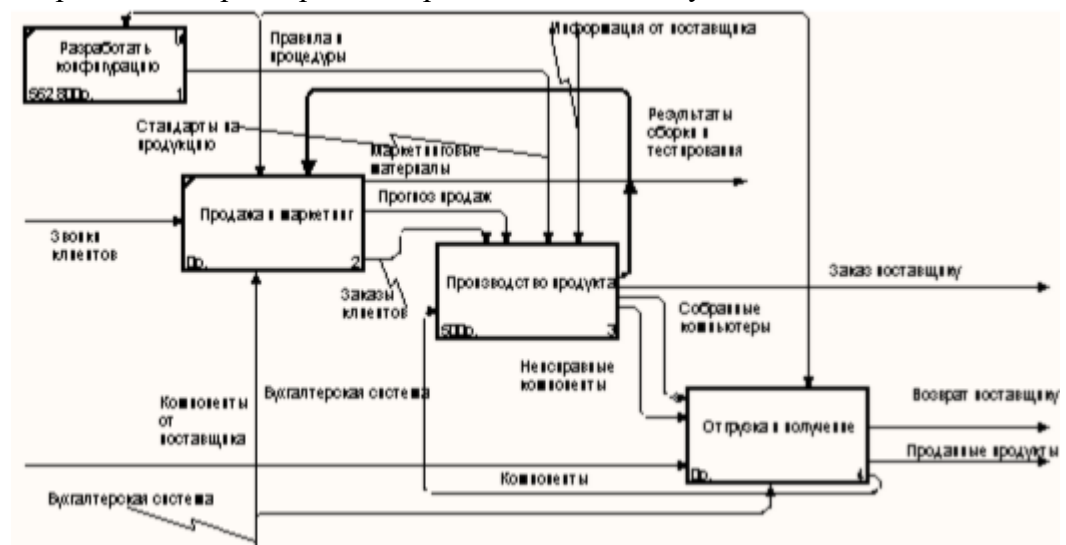 Информация от поставщика
Разработать
конфигурацию
562 800р.
1
Правила и
процедуры
Стандарты на
продукцию
Маркетинговые
материалы
Результаты
сборки и
тестирования
Прогноз продаж
Продажа и маркетинг
0р.
2
Звонки
клиентов
Заказы
клиентов
Производство продукта
500р.
3
Заказ поставщику
Собранные
компьютеры
Неисправные
компоненты
Бухгалтерская система
Компоненты
от
поставщика
Отгрузка и получение
0р.
4
Возврат поставщику
Проданные продукты
Компоненты
Бухгалтерская система